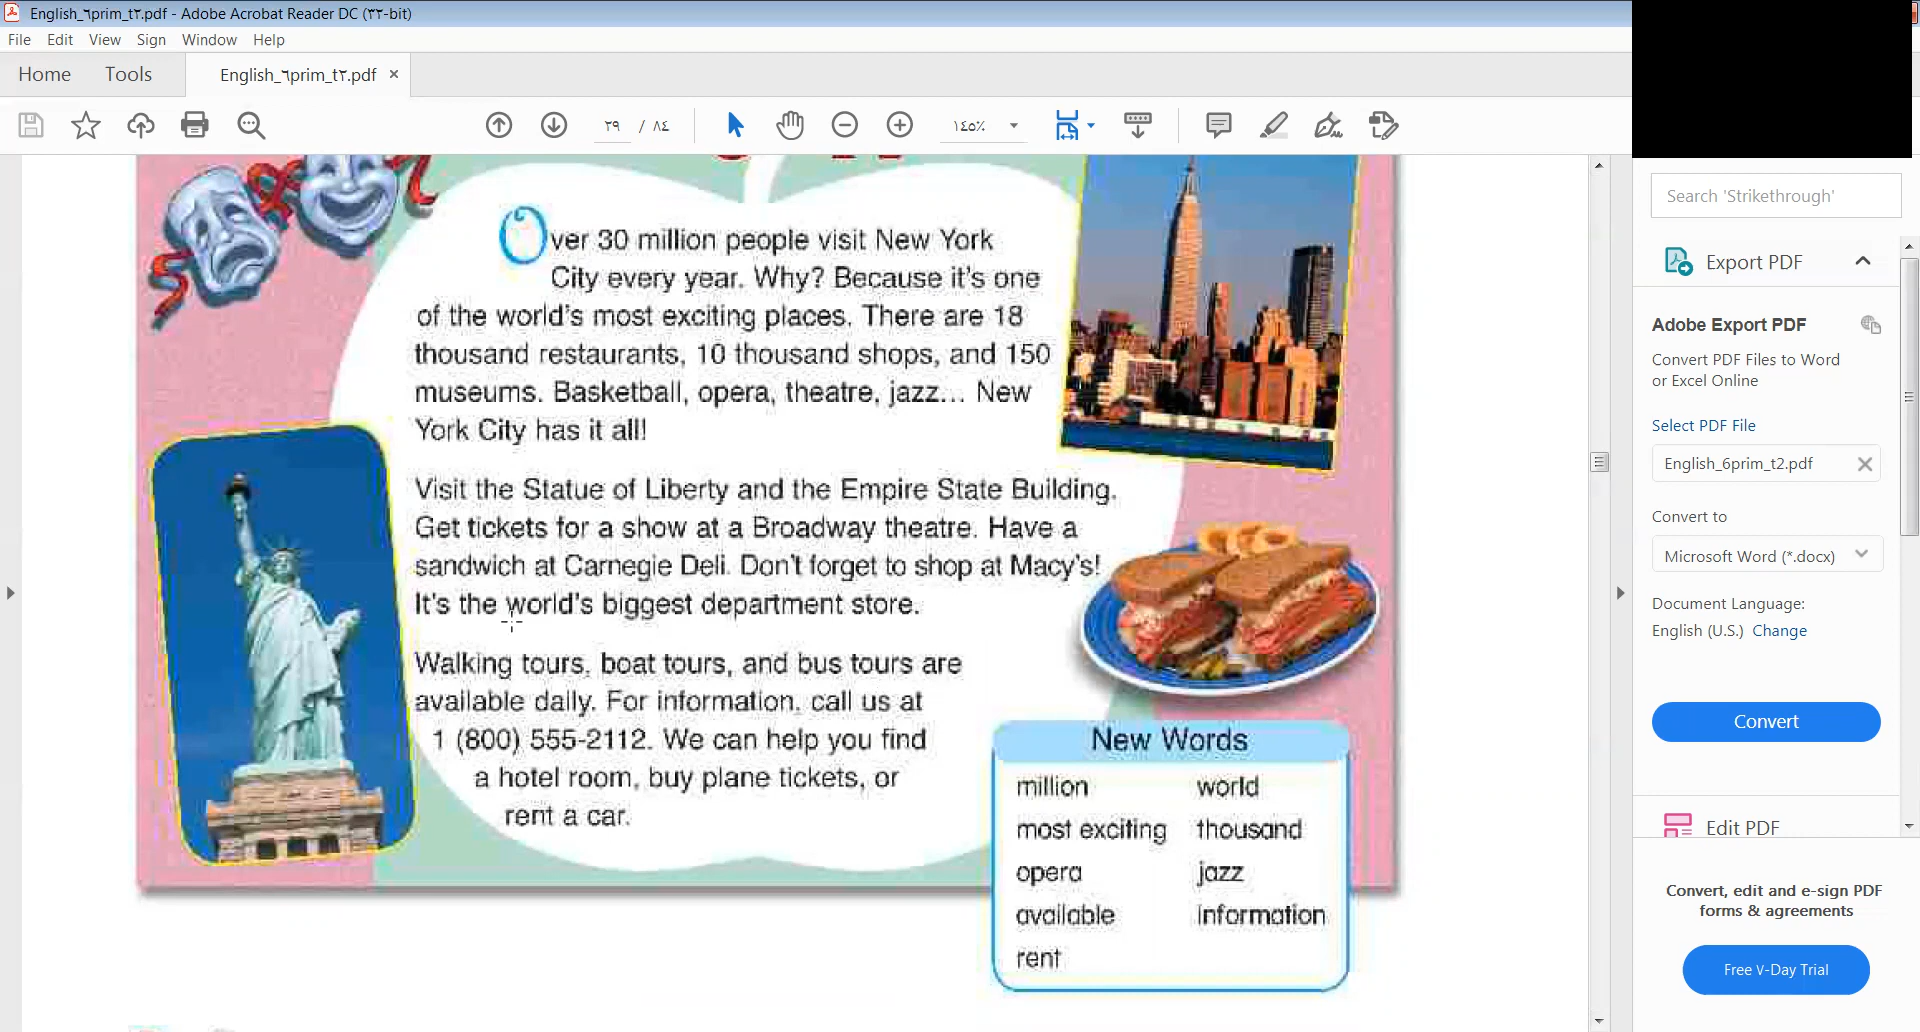 English_٦prim_t٢.pdf - Adobe Acrobat Reader DC (٣٢-bit)
File Edit View Sign Window Help
Home Tools English_٦prim_t٢.pdf ×
٣٩ / ٨٤ ١٤٥%
Over 30 million people visit New York
City every year. Why? Because it's one
of the world's most exciting places. There are 18
thousand restaurants, 10 thousand shops, and 150
museums. Basketball, opera, theatre, jazz... New
York City has it all!
Visit the Statue of Liberty and the Empire State Building.
Get tickets for a show at a Broadway theatre. Have a
sandwich at Carnegie Deli. Don't forget to shop at Macy's!
It's the world's biggest department store.
Walking tours, boat tours, and bus tours are
available daily. For information, call us at
1 (800) 555-2112. We can help you find
a hotel room, buy plane tickets, or
rent a car.
New Words
million world
most exciting thousand
opera jazz
available information
rent
Search 'Strikethrough'
Export PDF
Adobe Export PDF
Convert PDF Files to Word
or Excel Online
Select PDF File
English_6prim_t2.pdf
Convert to
Microsoft Word (*.docx)
Document Language:
English (U.S.) Change
Convert
Edit PDF
Convert, edit and e-sign PDF
forms & agreements
Free ٧-Day Trial